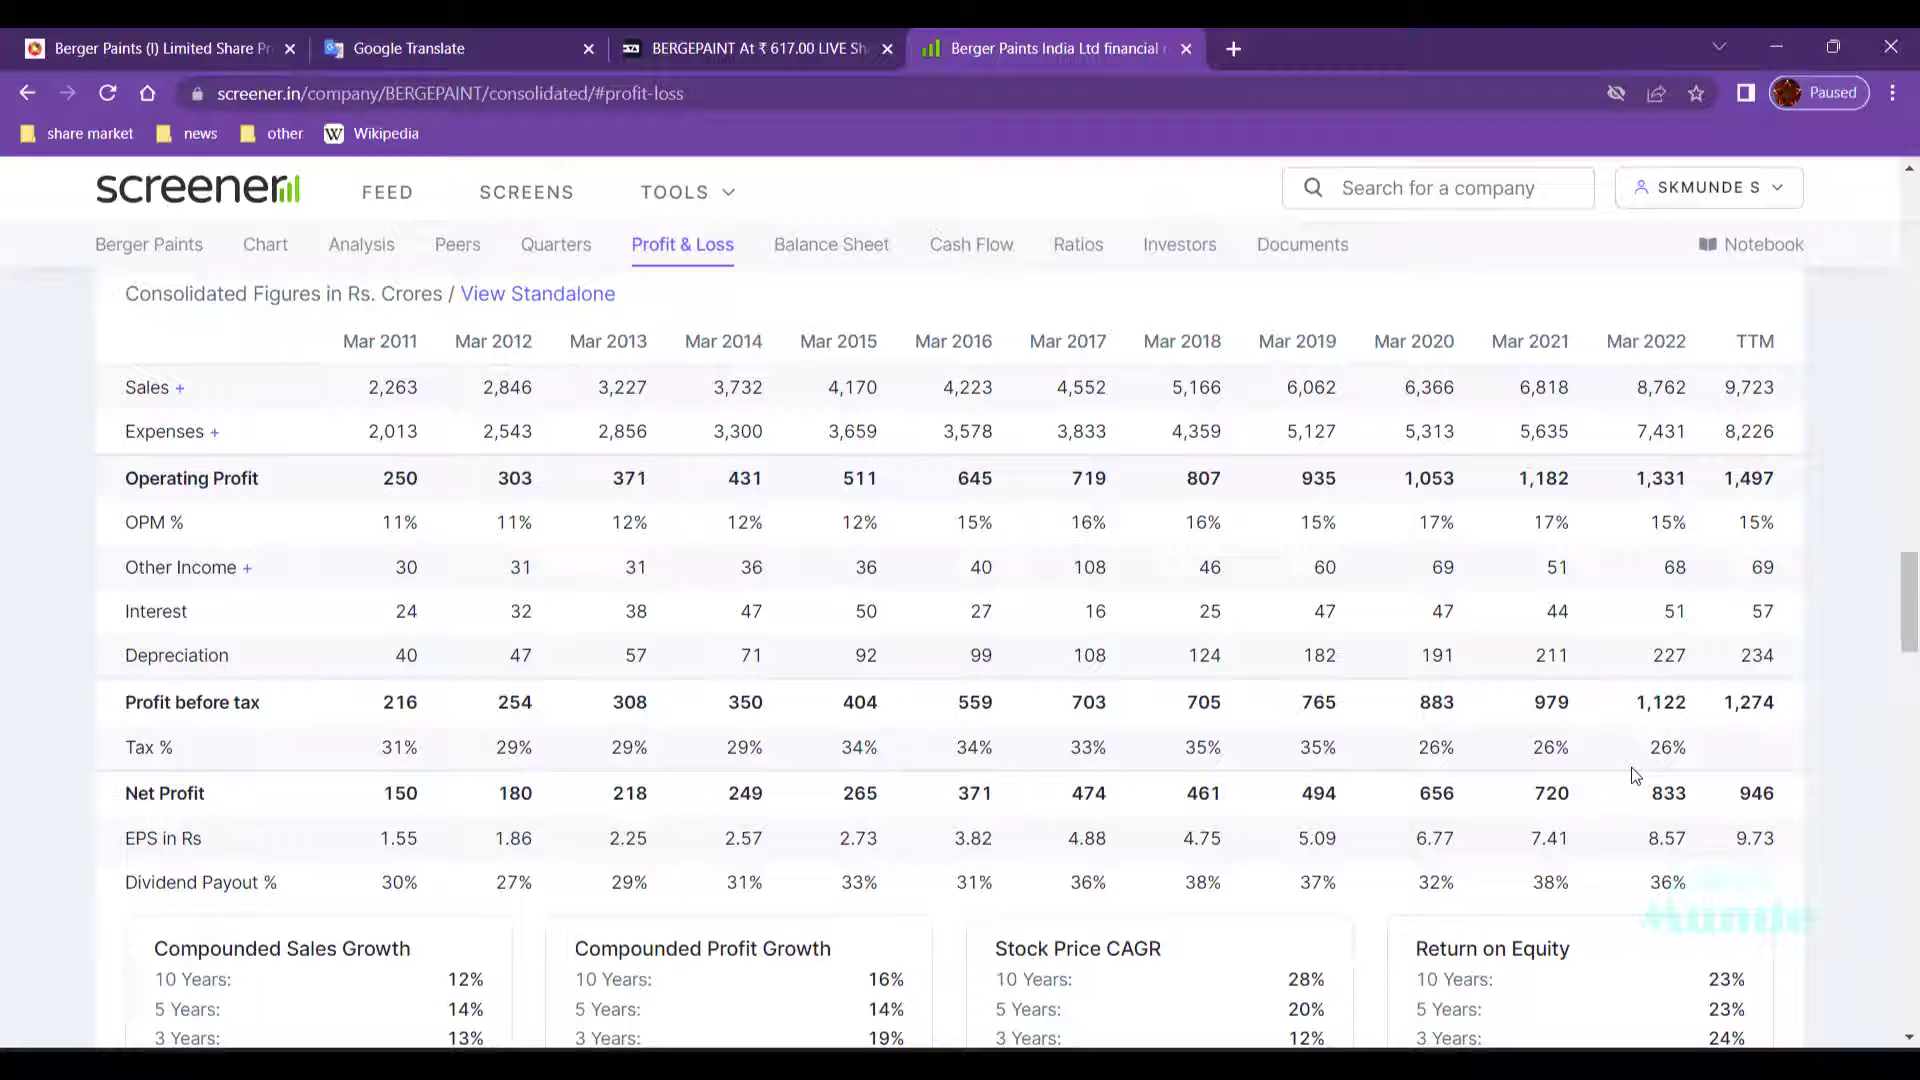 Berger Paints (I) Limited Share Pr
Google Translate
BERGEPAINT At ₹ 617.00 LIVE Sh
Berger Paints India Ltd financial
screener.in/company/BERGEPAINT/consolidated/#profit-loss
Paused
share market news other W Wikipedia
screener FEED SCREENS TOOLS Search for a company SKMUNDE S
Berger Paints Chart Analysis Peers Quarters Profit & Loss Balance Sheet Cash Flow Ratios Investors Documents Notebook
Consolidated Figures in Rs. Crores / View Standalone
Mar 2011 Mar 2012 Mar 2013 Mar 2014 Mar 2015 Mar 2016 Mar 2017 Mar 2018 Mar 2019 Mar 2020 Mar 2021 Mar 2022 TTM
Sales + 2,263 2,846 3,227 3,732 4,170 4,223 4,552 5,166 6,062 6,366 6,818 8,762 9,723
Expenses + 2,013 2,543 2,856 3,300 3,659 3,578 3,833 4,359 5,127 5,313 5,635 7,431 8,226
Operating Profit 250 303 371 431 511 645 719 807 935 1,053 1,182 1,331 1,497
OPM % 11% 11% 12% 12% 12% 15% 16% 16% 15% 17% 17% 15% 15%
Other Income + 30 31 31 36 36 40 108 46 60 69 51 68 69
Interest 24 32 38 47 50 27 16 25 47 47 44 51 57
Depreciation 40 47 57 71 92 99 108 124 182 191 211 227 234
Profit before tax 216 254 308 350 404 559 703 705 765 883 979 1,122 1,274
Tax % 31% 29% 29% 29% 34% 34% 33% 35% 35% 26% 26% 26%
Net Profit 150 180 218 249 265 371 474 461 494 656 720 833 946
EPS in Rs 1.55 1.86 2.25 2.57 2.73 3.82 4.88 4.75 5.09 6.77 7.41 8.57 9.73
Dividend Payout % 30% 27% 29% 31% 33% 31% 36% 38% 37% 32% 38% 36%
Munde
Compounded Sales Growth Compounded Profit Growth Stock Price CAGR Return on Equity
10 Years: 12% 10 Years: 16% 10 Years: 28% 10 Years: 23%
5 Years: 14% 5 Years: 14% 5 Years: 20% 5 Years: 23%
3 Years: 13% 3 Years: 19% 3 Years: 12% 3 Years: 24%